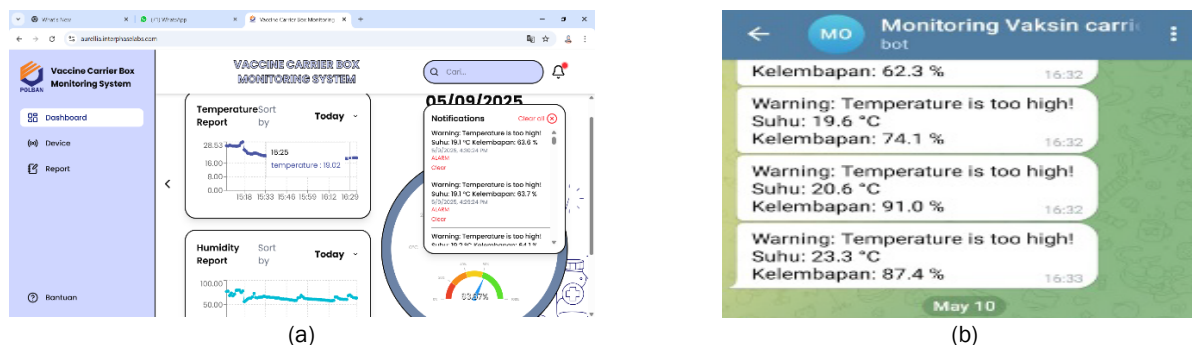 What's New
(11) WhatsApp
Vaccine Carrier Box Monitoring
aardilla.interphaselabs.com
POLBAN
Vaccine Carrier Box
Monitoring System
Dashboard
Device
Report
Bantuan
VACCINE CARRIER BOX
MONITORING SYSTEM
Cari...
05/09/2025
Temperature Sort
Report by
Today
28.53
16.00
8.00
0.00
15:25
temperature : 19.02
15:18 15:33 15:46 15:59 16:12 16:29
Humidity Sort
Report by
Today
100.00
50.00
Notifications
Clear all
Warning: Temperature is too high!
Suhu: 19.1 °C Kelembapan: 63.6 %
ALARM
Clear
Warning: Temperature is too high!
Suhu: 19.1 °C Kelembapan: 63.7 %
ALARM
Clear
Warning: Temperature is too high!
(a)
MO
Monitoring Vaksin carri
bot
Kelembapan: 62.3 %
16:32
Warning: Temperature is too high!
Suhu: 19.6 °C
Kelembapan: 74.1 %
16:32
Warning: Temperature is too high!
Suhu: 20.6 °C
Kelembapan: 91.0 %
16:32
Warning: Temperature is too high!
Suhu: 23.3 °C
Kelembapan: 87.4 %
16:33
May 10
(b)